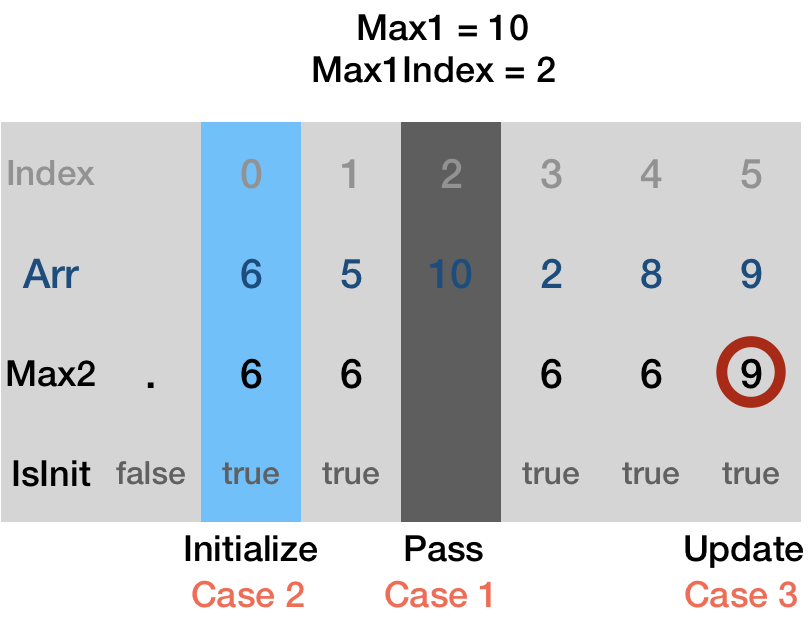 Max1 = 10
Max1Index = 2
Index 0 1 2 3 4 5
Arr 6 5 10 2 8 9
Max2 . 6 6 6 6 9
IsInit false true true true true true
Initialize Pass Update
Case 2 Case 1 Case 3